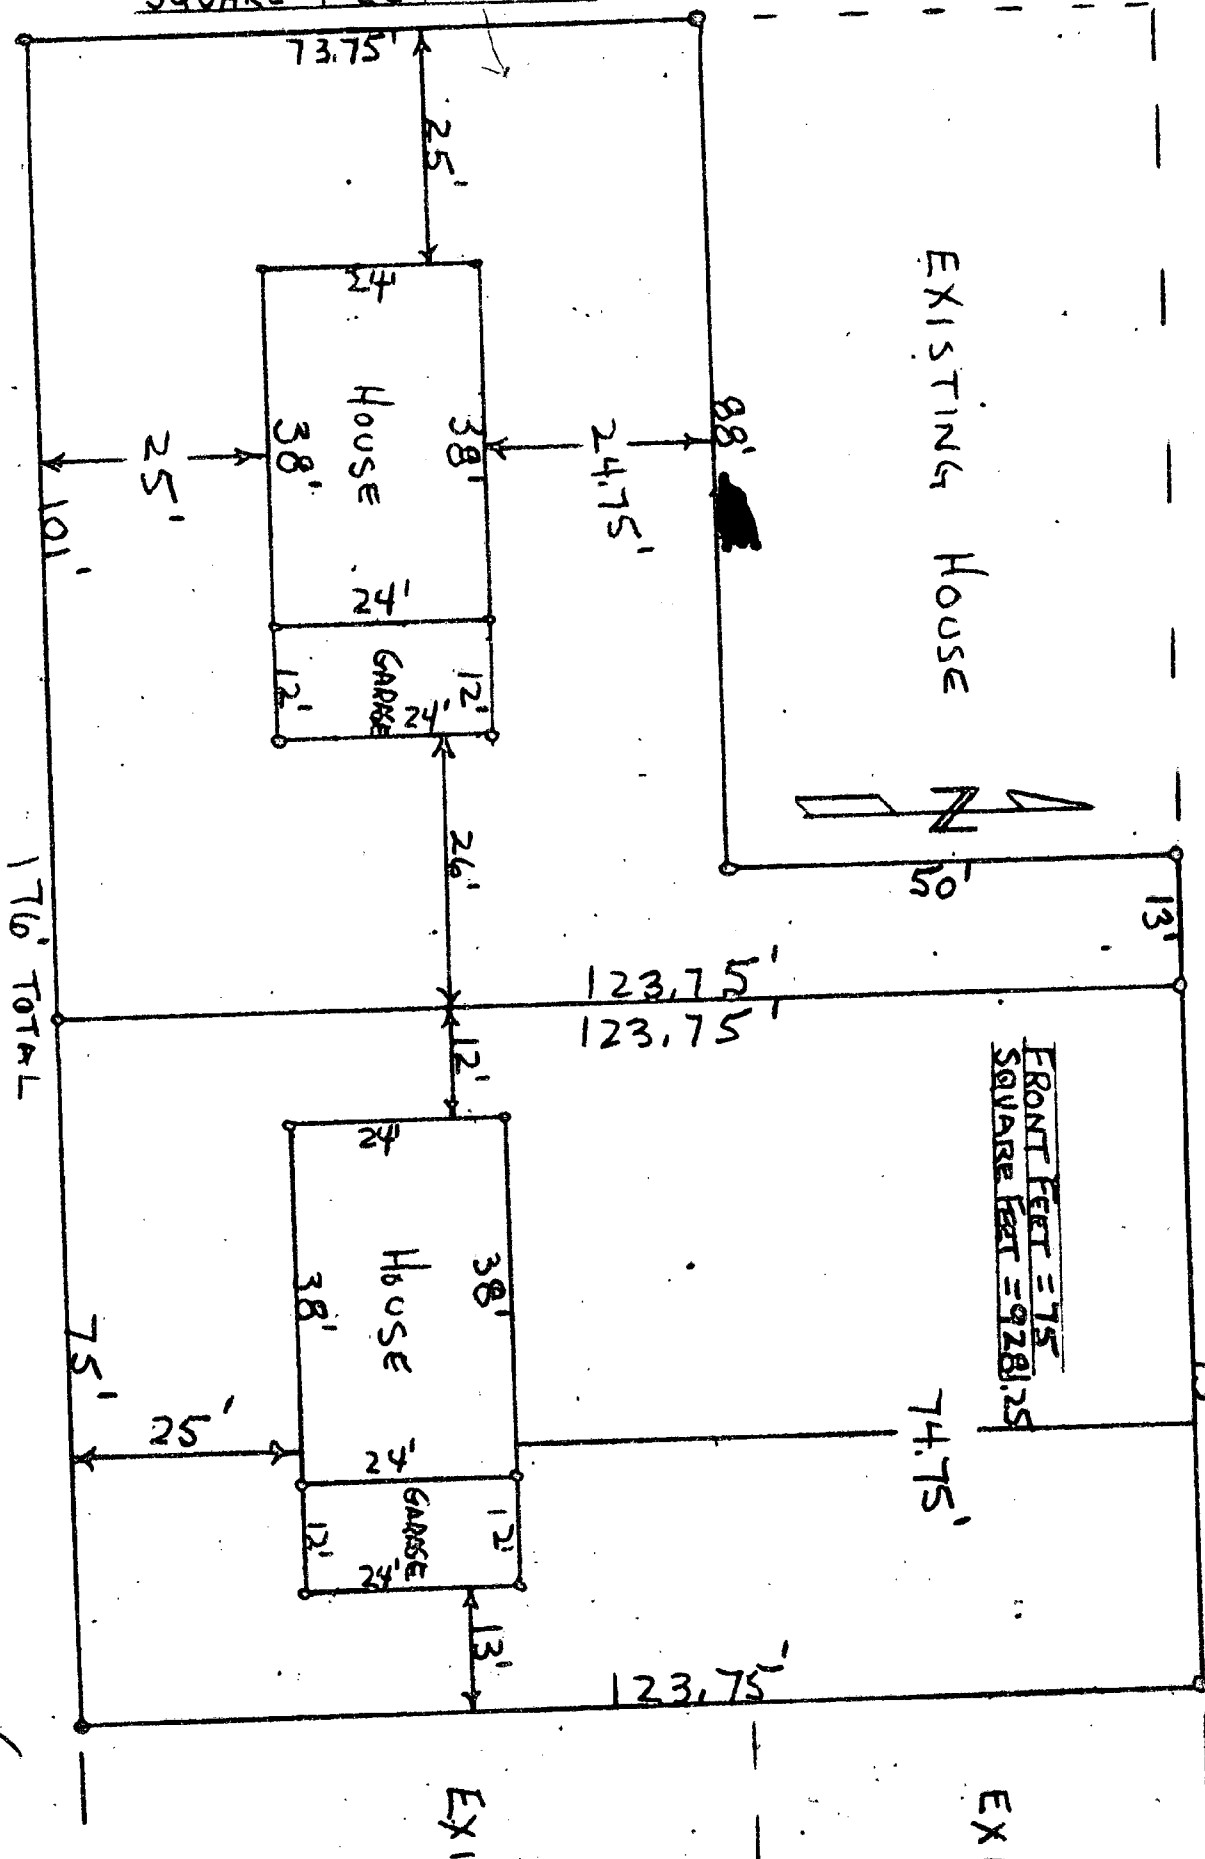 SQUARE
73.75'
25'
EXISTING HOUSE
24'
HOUSE
38'
38'
24.75'
88'
25'
101'
24'
GARAGE
12'
12'
24'
N
50'
13'
26'
176' TOTAL
123.75'
123.75'
12'
FRONT FEET = 75
SQUARE FEET = 9281.25
24'
HOUSE
38'
38'
75'
25'
74.75'
24'
GARAGE
12'
12'
24'
13'
123.75'
EX
EX